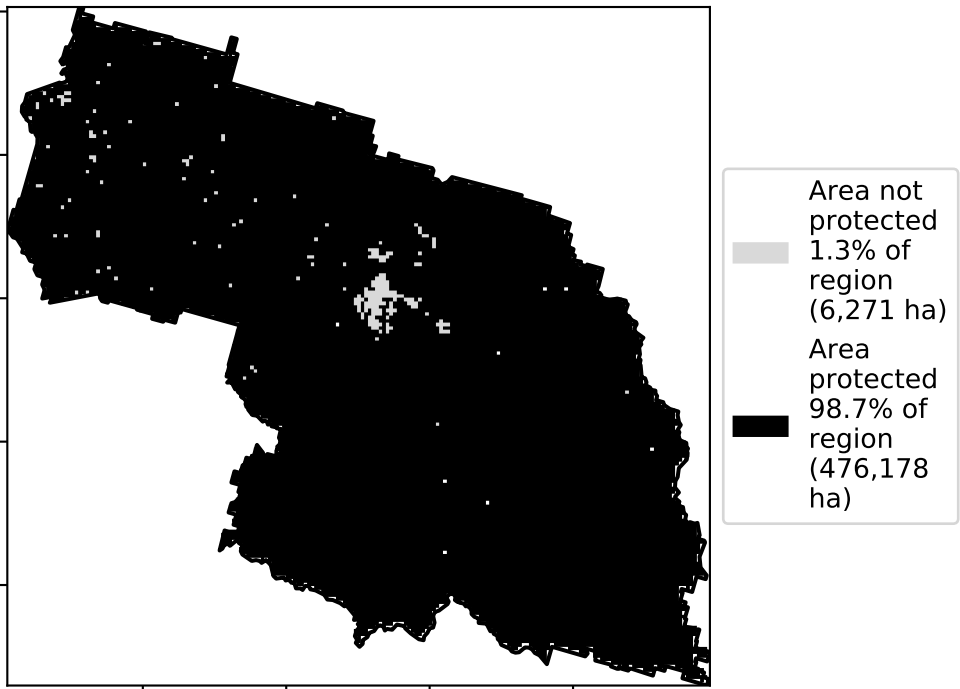 Area not
protected
1.3% of
region
(6,271 ha)
Area
protected
98.7% of
region
(476,178
ha)